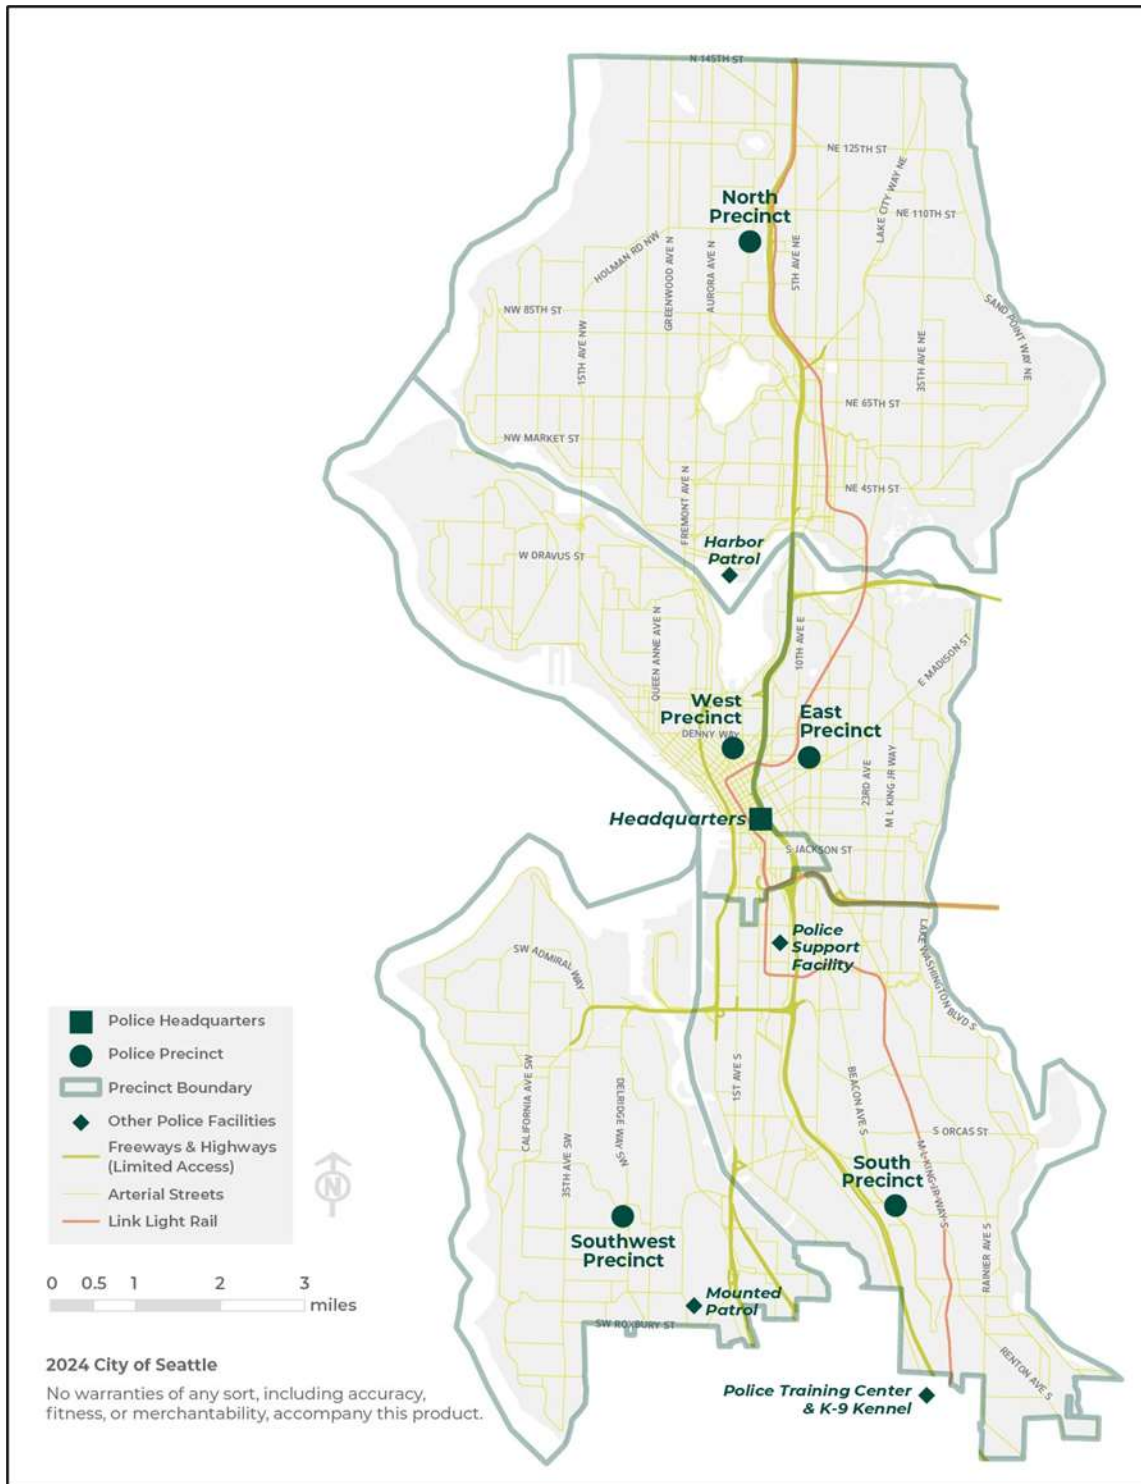 N 145TH ST
NE 125TH ST
LAKE CITY WAY NE
North
Precinct
NE 110TH ST
HOLMAN RD NW
GREENWOOD AVE N
AURORA AVE N
5TH AVE NE
NW 85TH ST
SAND POINT WAY NE
15TH AVE NW
35TH AVE NE
NE 65TH ST
NW MARKET ST
NE 45TH ST
FREMONT AVE N
Harbor
Patrol
W DRAVUS ST
QUEEN ANNE AVE N
10TH AVE E
E MADISON ST
West
Precinct
DENNY WAY
East
Precinct
23RD AVE
M L KING JR WAY
Headquarters
S JACKSON ST
Police
Support
Facility
SW ADMIRAL WAY
LAKE WASHINGTON BLVD S
CALIFORNIA AVE SW
35TH AVE SW
DELRIDGE WAY SW
1ST AVE S
BEACON AVE S
S ORCAS ST
M L KING JR WAY S
South
Precinct
RAINIER AVE S
Southwest
Precinct
Mounted
Patrol
SW ROXBURY ST
RENTON AVE S
Police Training Center
& K-9 Kennel
Police Headquarters
Police Precinct
Precinct Boundary
Other Police Facilities
Freeways & Highways
(Limited Access)
Arterial Streets
Link Light Rail
N
0 0.5 1 2 3
miles
2024 City of Seattle
No warranties of any sort, including accuracy,
fitness, or merchantability, accompany this product.